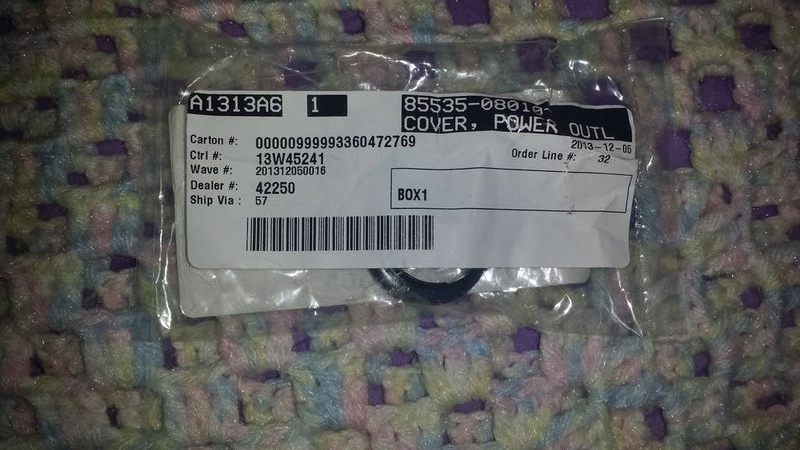 A1313A6 1 85535-08010
COVER, POWER OUTL
2013-12-05
Carton #: 00000999993360472769
Order Line #: 32
Ctrl #: 13W45241
Wave #: 201312050016
Dealer #: 42250
BOX1
Ship Via : 57